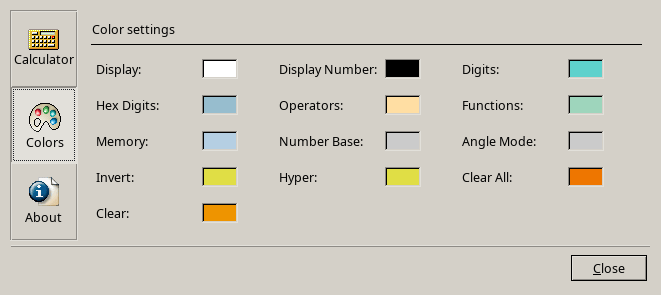 Calculator
Colors
About
Color settings
Display: Display Number: Digits:
Hex Digits: Operators: Functions:
Memory: Number Base: Angle Mode:
Invert: Hyper: Clear All:
Clear:
Close